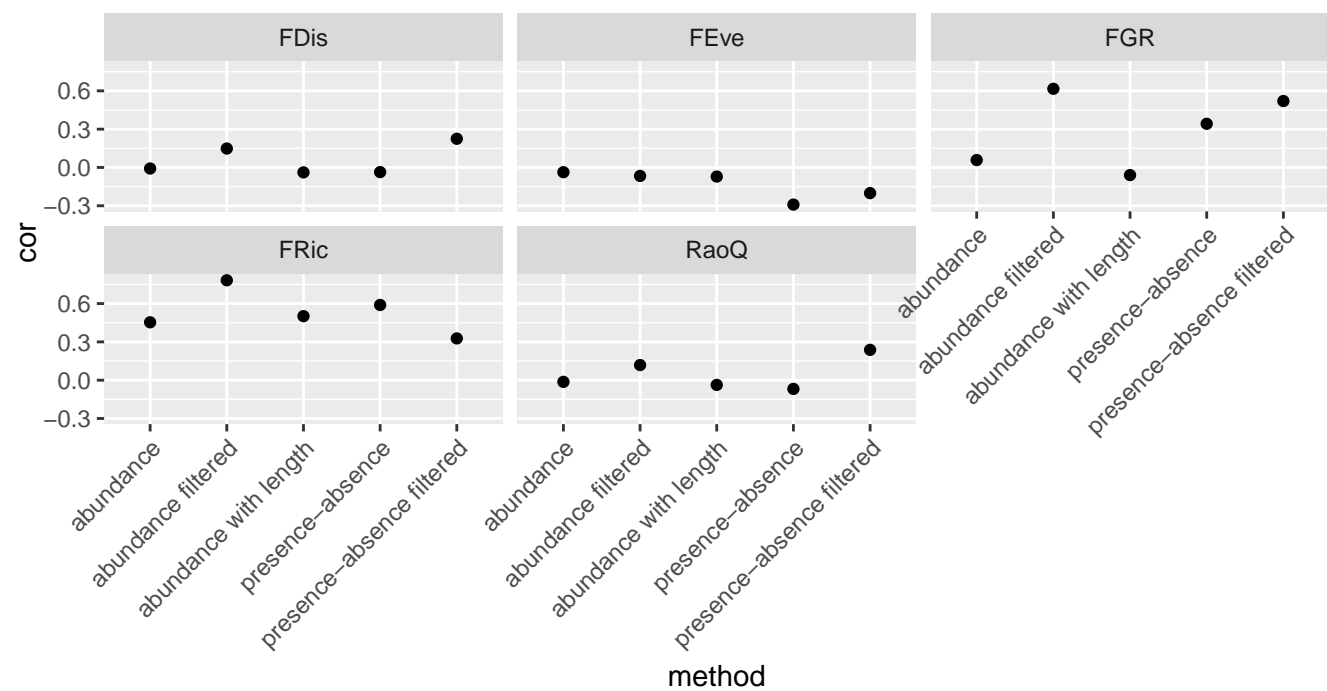 FDis
FEve
FGR
0.6
0.3
0.0
−0.3
FRic
RaoQ
0.6
0.3
0.0
−0.3
cor
abundance
abundance filtered
abundance with length
presence−absence
presence−absence filtered
abundance
abundance filtered
abundance with length
presence−absence
presence−absence filtered
abundance
abundance filtered
abundance with length
presence−absence
presence−absence filtered
method